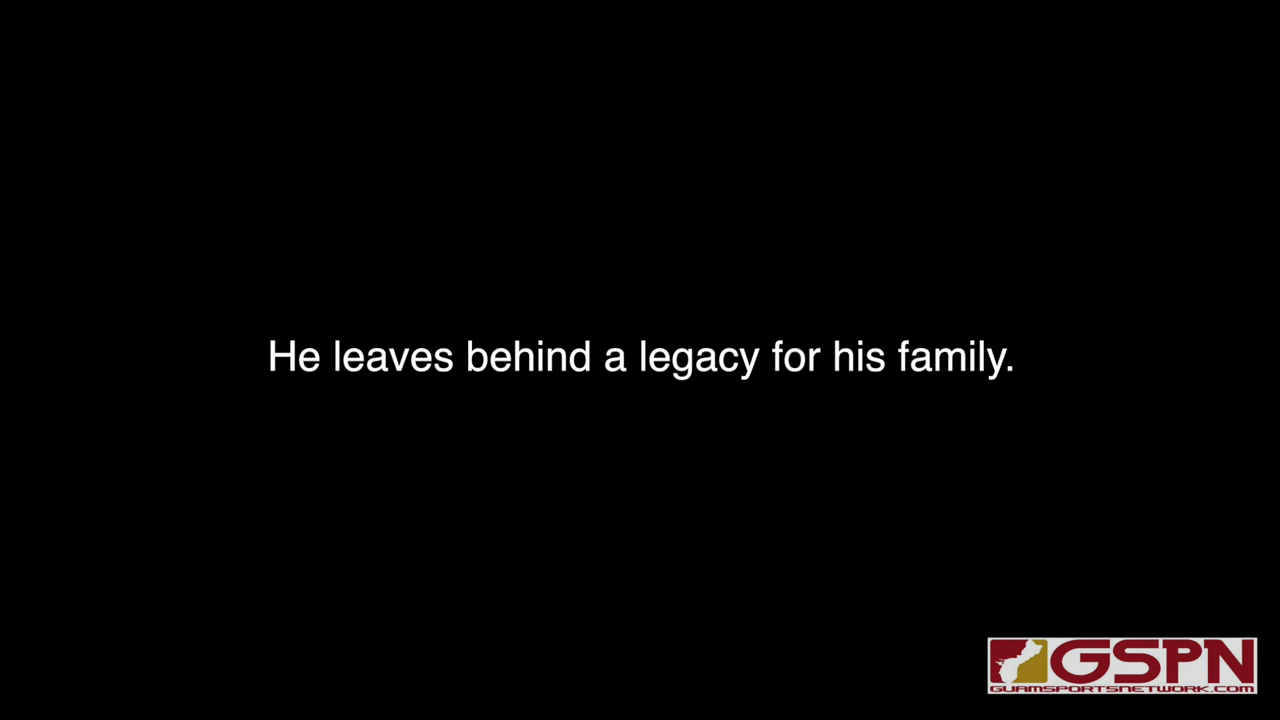 He leaves behind a legacy for his family.
GSPN
GUAMSPORTSNETWORK.COM